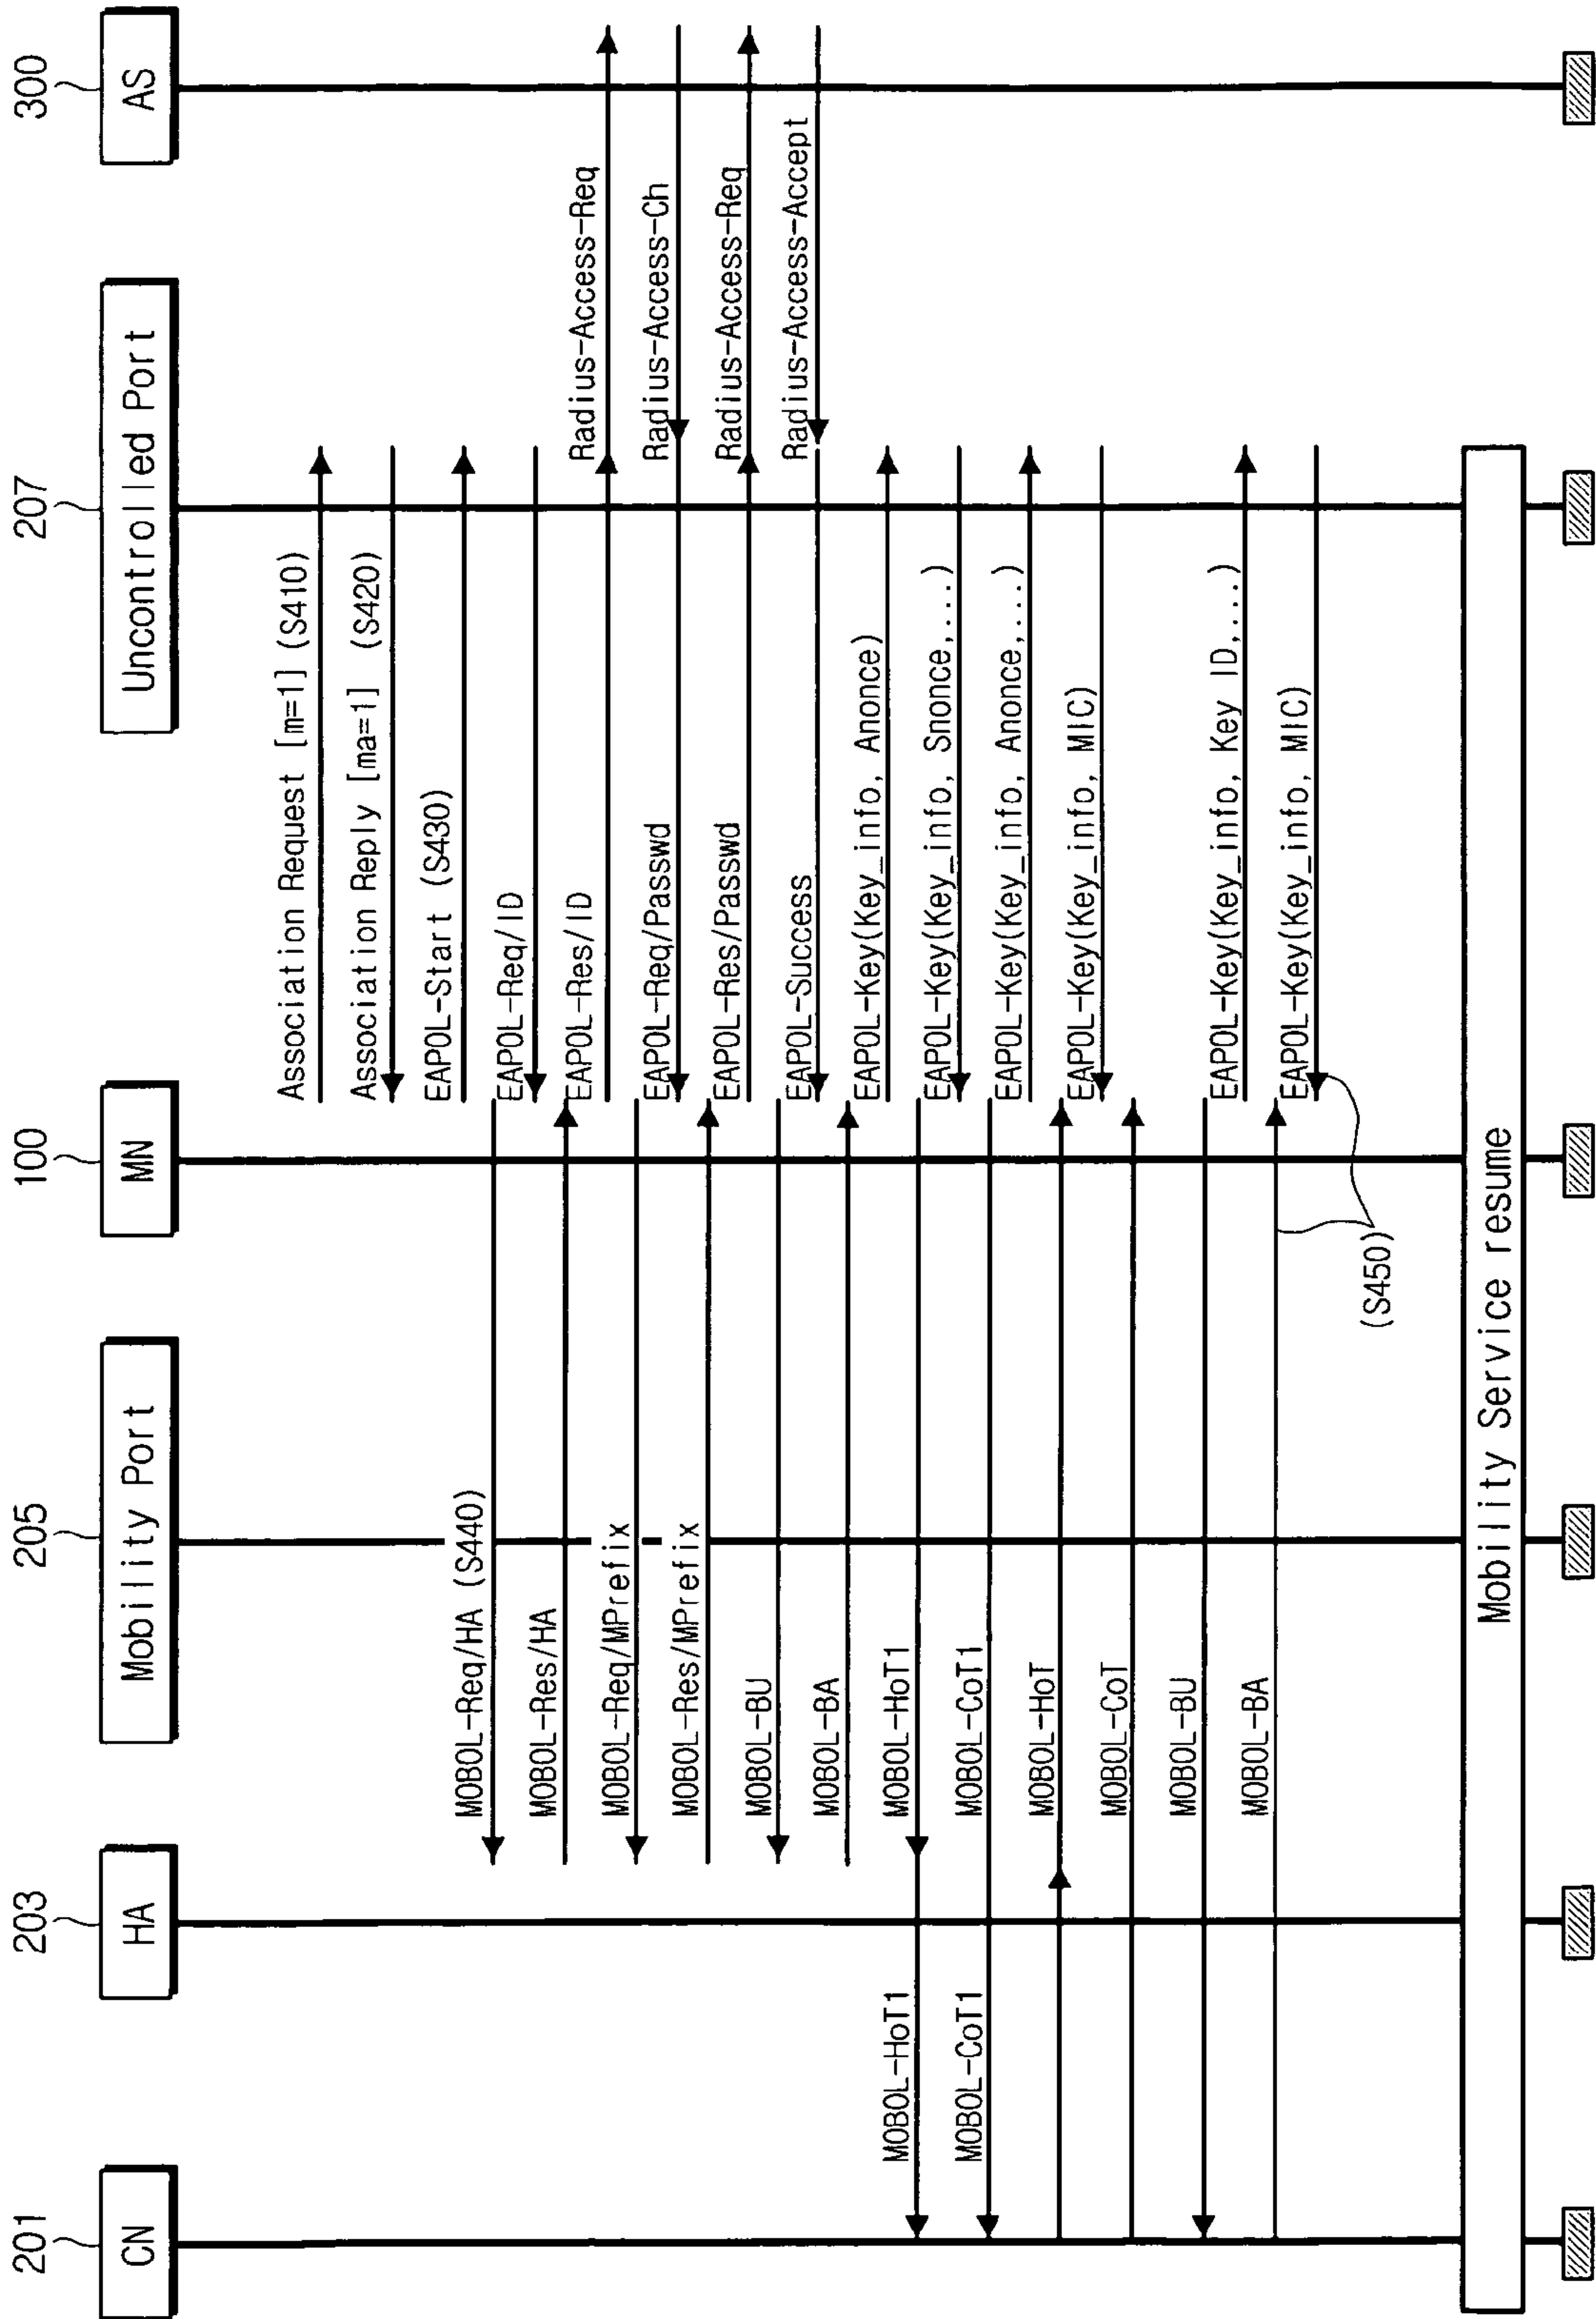 201
203
205
100
207
300
CN
HA
Mobility Port
MN
Uncontrolled Port
AS
Association Request [m=1] (S410)
Association Reply [ma=1] (S420)
EAPOL-Start (S430)
MOBOL-Req/HA (S440)
EAPOL-Req/ID
MOBOL-Res/HA
EAPOL-Res/ID
Radius-Access-Req
MOBOL-Req/MPrefix
EAPOL-Req/Passwd
Radius-Access-Ch
MOBOL-Res/MPrefix
EAPOL-Res/Passwd
Radius-Access-Req
MOBOL-BU
EAPOL-Success
Radius-Access-Accept
MOBOL-BA
EAPOL-Key(Key_info, Anonce)
MOBOL-HoT1
MOBOL-HoT1
EAPOL-Key(Key_info, Snonce,...)
MOBOL-CoT1
MOBOL-CoT1
EAPOL-Key(Key_info, Anonce,...)
MOBOL-HoT
EAPOL-Key(Key_info, MIC)
MOBOL-CoT
MOBOL-BU
EAPOL-Key(Key_info, Key ID,...)
MOBOL-BA
EAPOL-Key(Key_info, MIC)
(S450)
Mobility Service resume